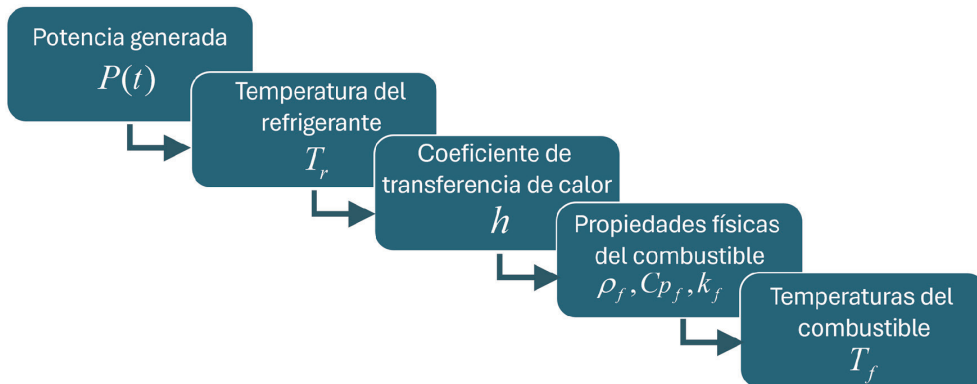 Potencia generada
P(t)
Temperatura del
refrigerante
T_r
Coeficiente de
transferencia de calor
h
Propiedades físicas
del combustible
ρ_f, Cp_f, k_f
Temperaturas del
combustible
T_f